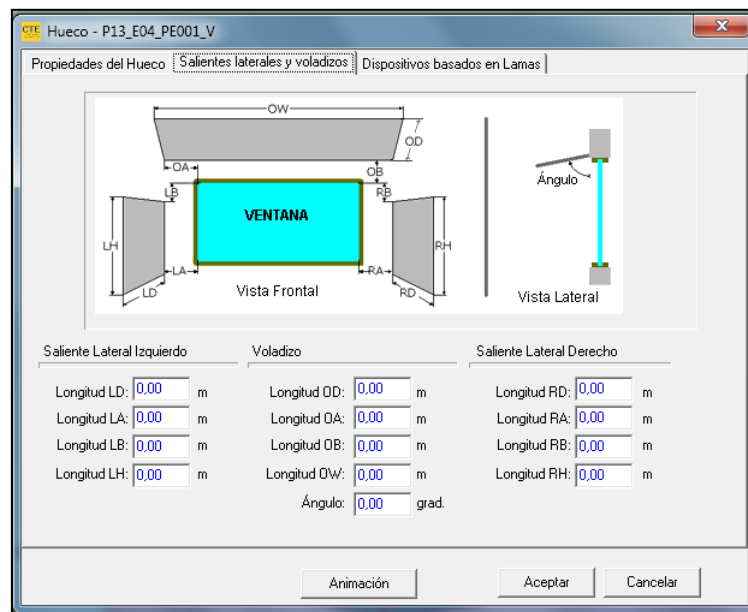 CTE Hueco - P13_E04_PE001_V
Propiedades del Hueco Salientes laterales y voladizos Dispositivos basados en Lamas
OW
OD
OA
OB
LB
RB
Ángulo
VENTANA
LH
RH
LA
RA
LD
Vista Frontal
RD
Vista Lateral
Saliente Lateral Izquierdo Voladizo Saliente Lateral Derecho
Longitud LD: 0,00 m Longitud OD: 0,00 m Longitud RD: 0,00 m
Longitud LA: 0,00 m Longitud OA: 0,00 m Longitud RA: 0,00 m
Longitud LB: 0,00 m Longitud OB: 0,00 m Longitud RB: 0,00 m
Longitud LH: 0,00 m Longitud OW: 0,00 m Longitud RH: 0,00 m
Ángulo: 0,00 grad.
Animación Aceptar Cancelar